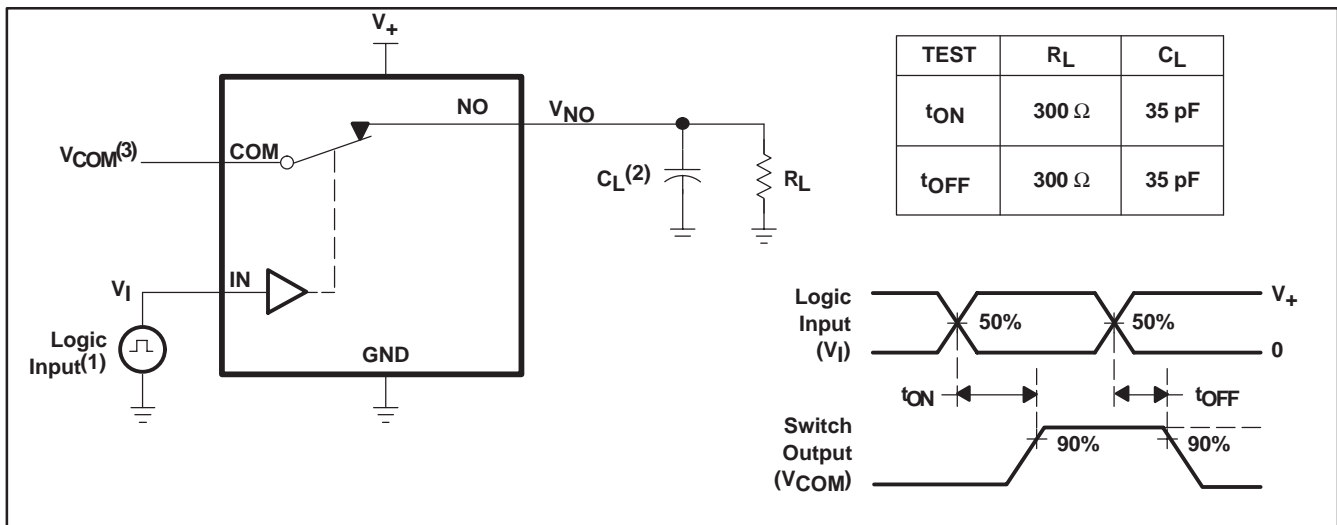 V+
NO
VNO
VCOM(3)
COM
CL(2)
RL
VI
IN
Logic
Input(1)
GND
TEST RL CL
tON 300 Ω 35 pF
tOFF 300 Ω 35 pF
Logic
Input
(VI)
50%
50%
V+
0
tON
tOFF
Switch
Output
(VCOM)
90%
90%